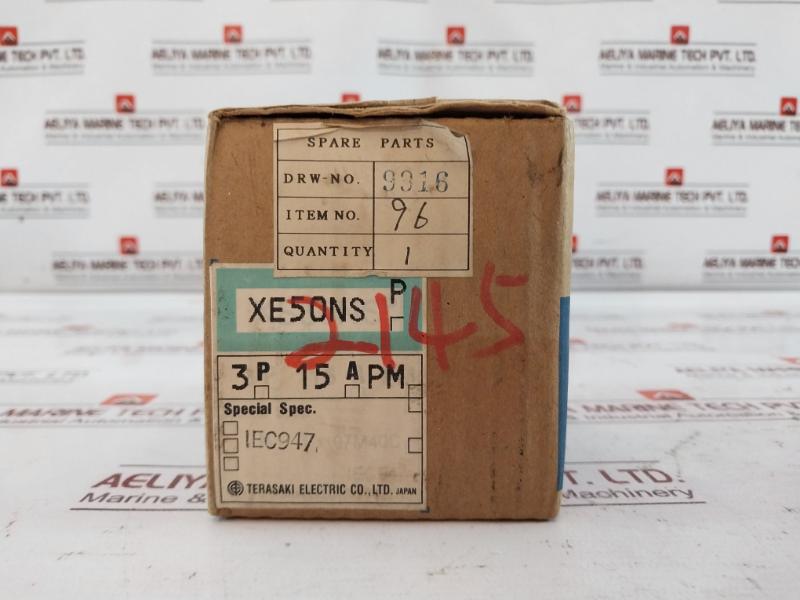 AELIYA MARINE TECH PVT. LTD.
Marine & Industrial Automation & Machinery
SPARE PARTS
DRW-NO. 9916
ITEM NO. 96
QUANTITY 1
XE50NS P
2145
3P 15 A PM
Special Spec.
IEC947
TERASAKI ELECTRIC CO., LTD. JAPAN